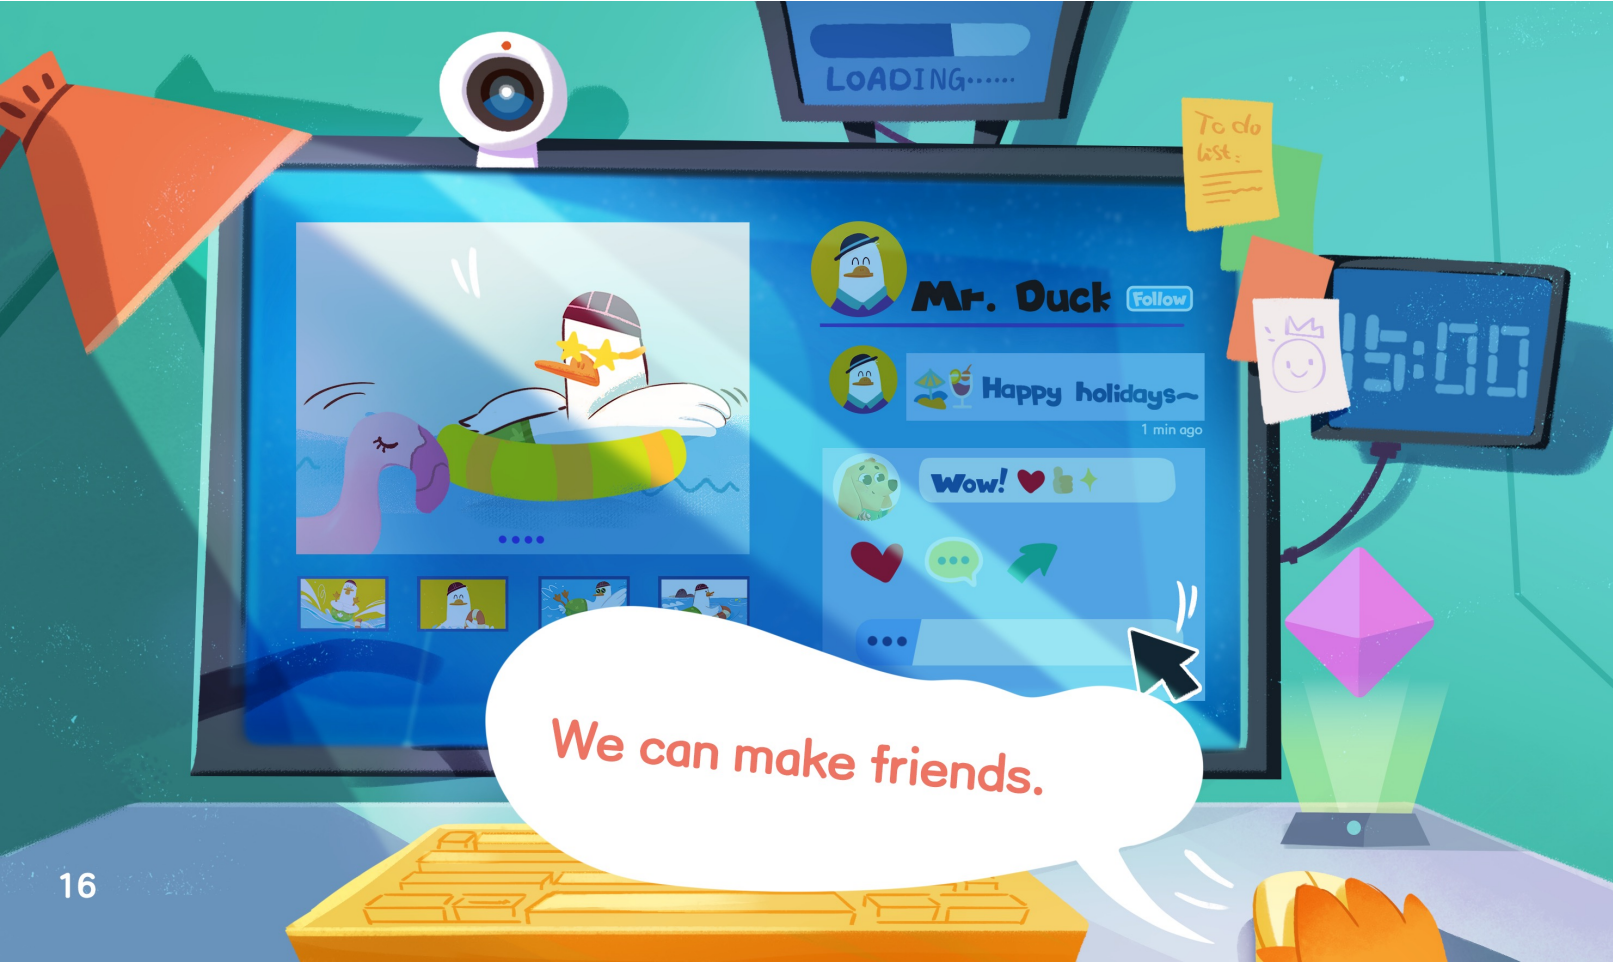 LOADING......
To do
list:
Mr. Duck Follow
15:00
Happy holidays~
1 min ago
Wow!
We can make friends.
16